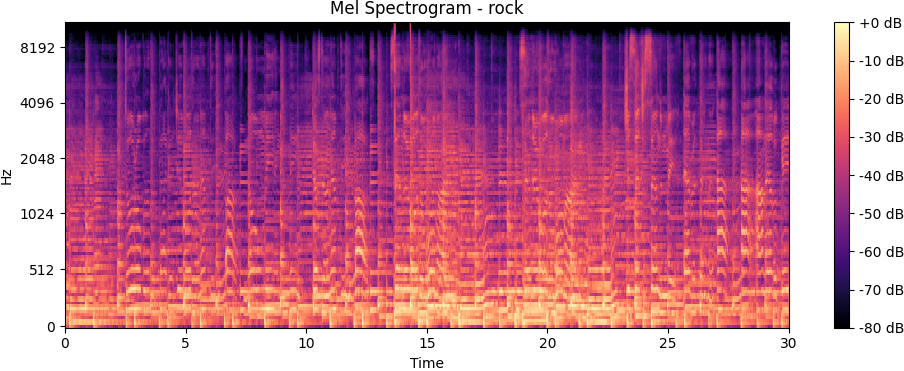 Mel Spectrogram - rock
8192
4096
2048
1024
512
0
Hz
0 5 10 15 20 25 30
Time
+0 dB
-10 dB
-20 dB
-30 dB
-40 dB
-50 dB
-60 dB
-70 dB
-80 dB